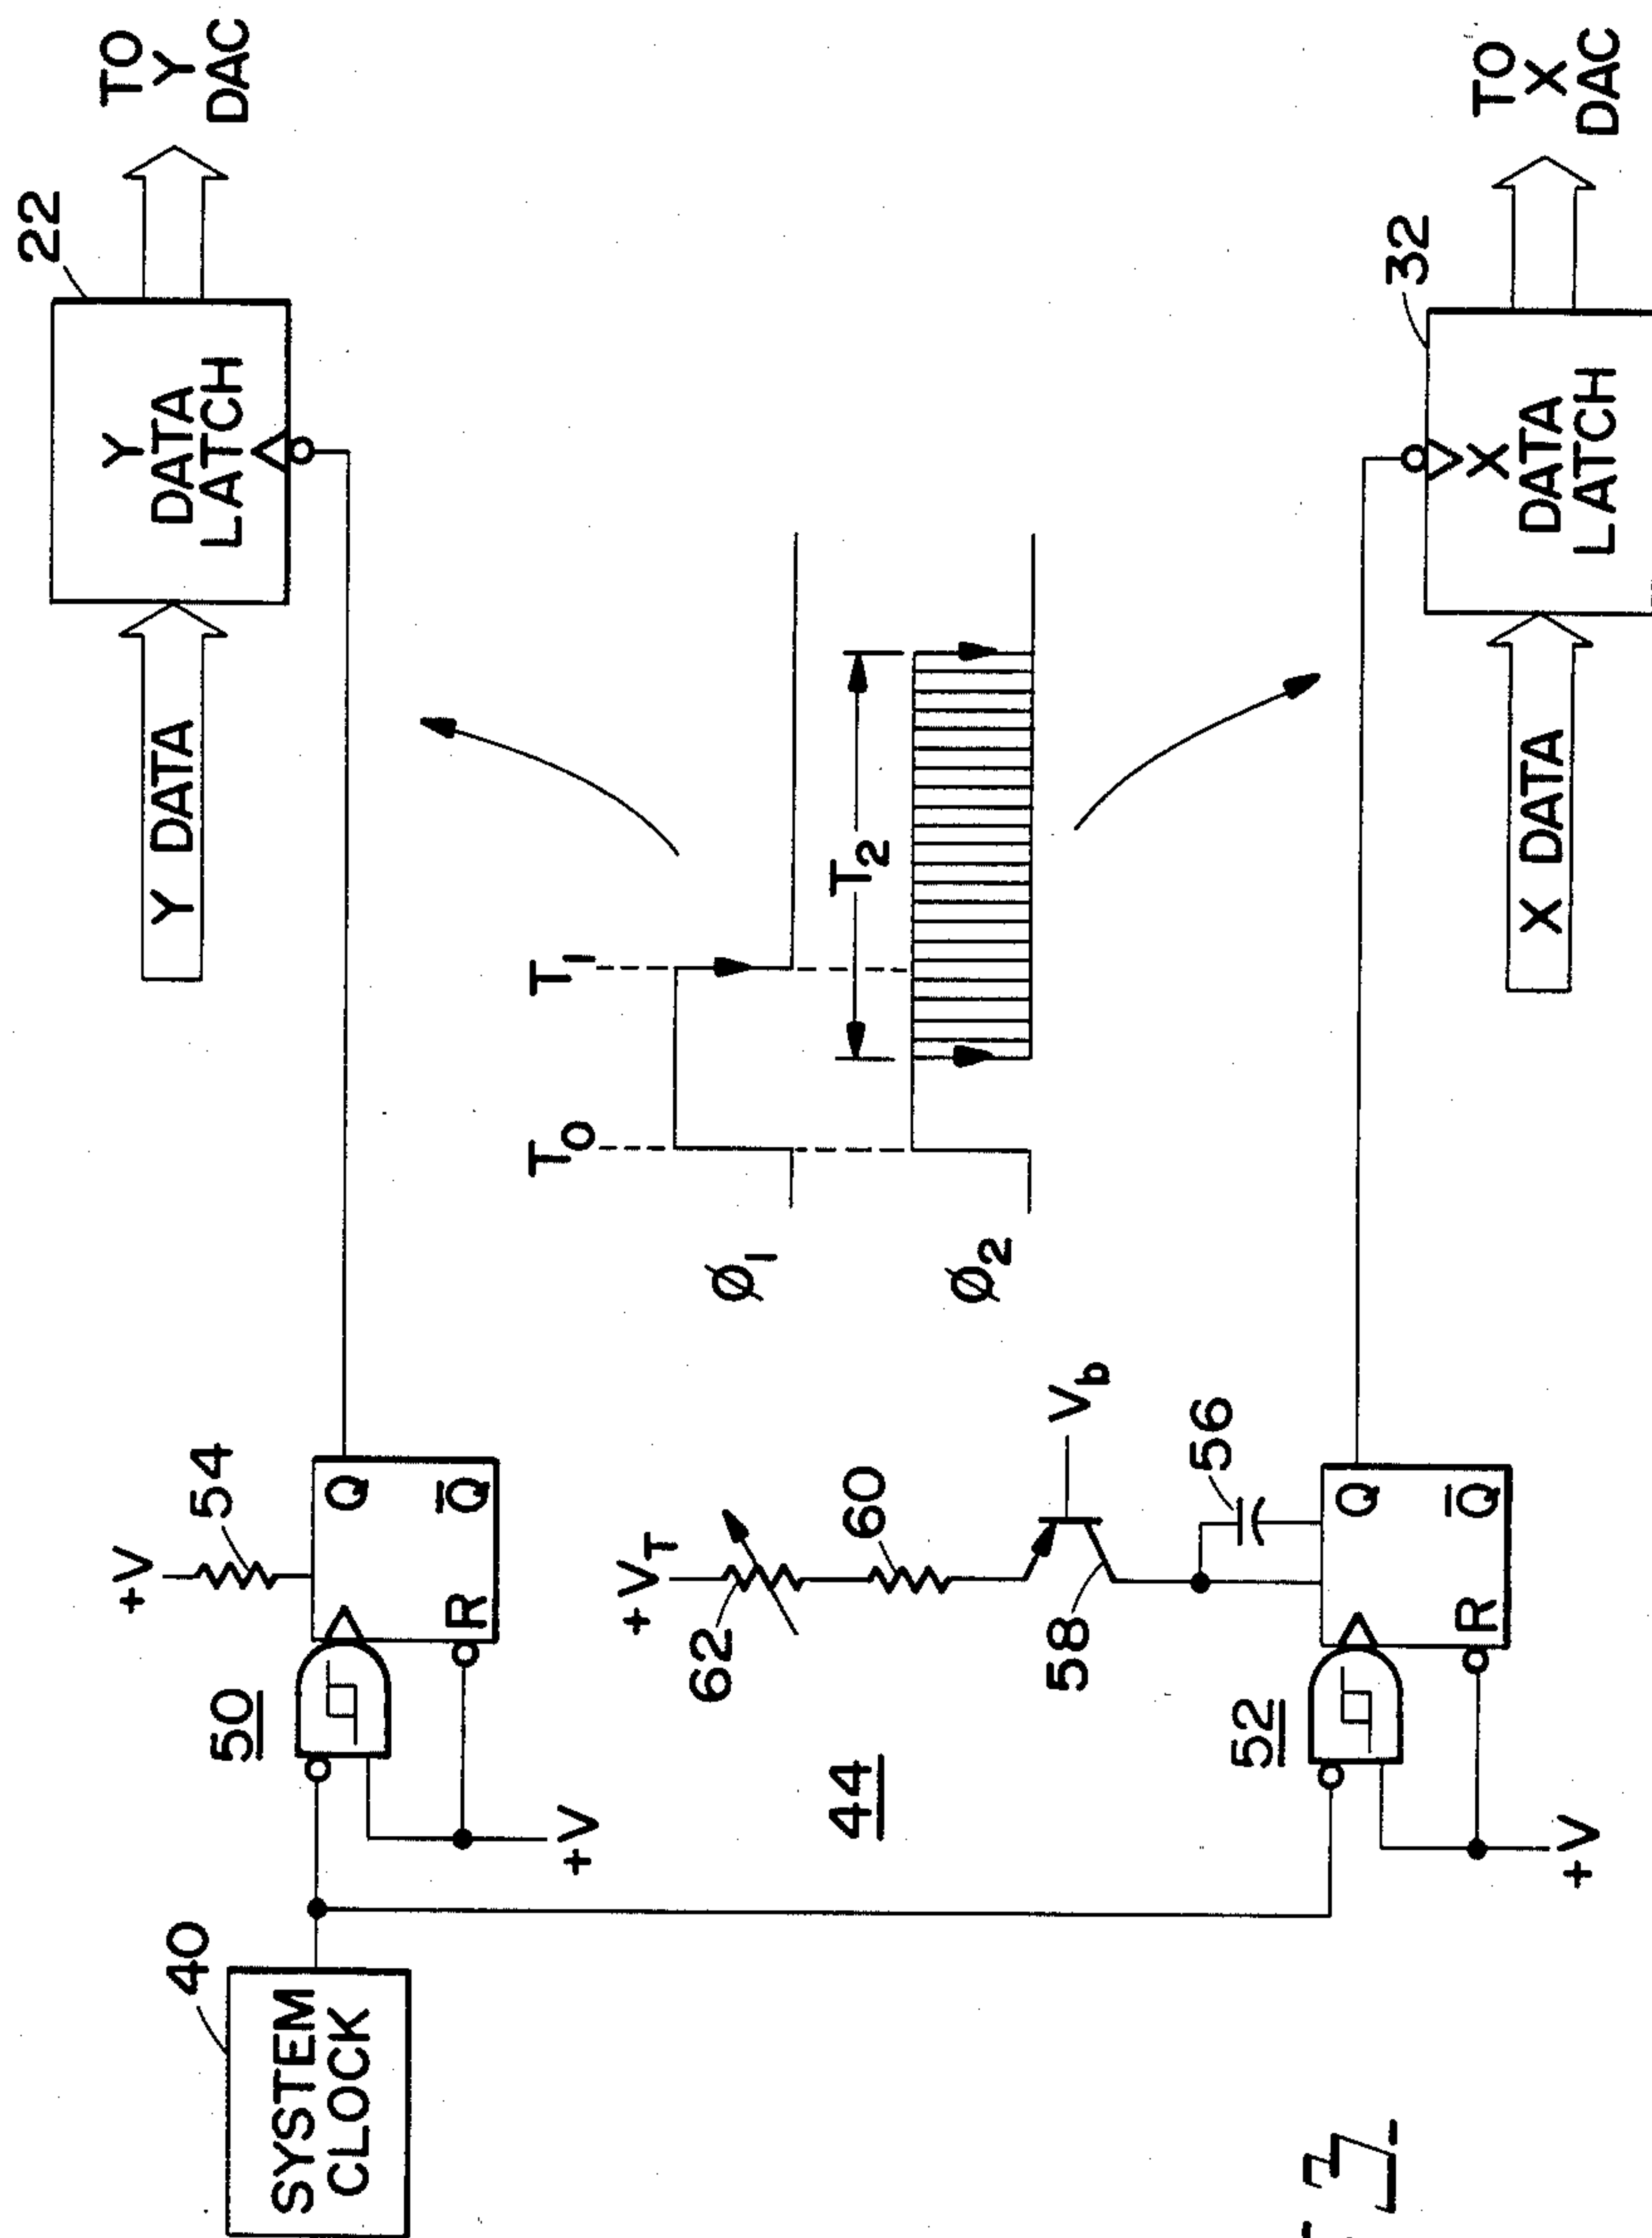 SYSTEM
CLOCK
40
50
+V
54
Q
Q̅
R
+V
Y DATA
Y
DATA
LATCH
22
TO
Y
DAC
T0
T1
Ø1
T2
Ø2
44
+VT
62
60
58
Vb
56
52
Q
Q̅
R
+V
X DATA
X
DATA
LATCH
32
TO
X
DAC